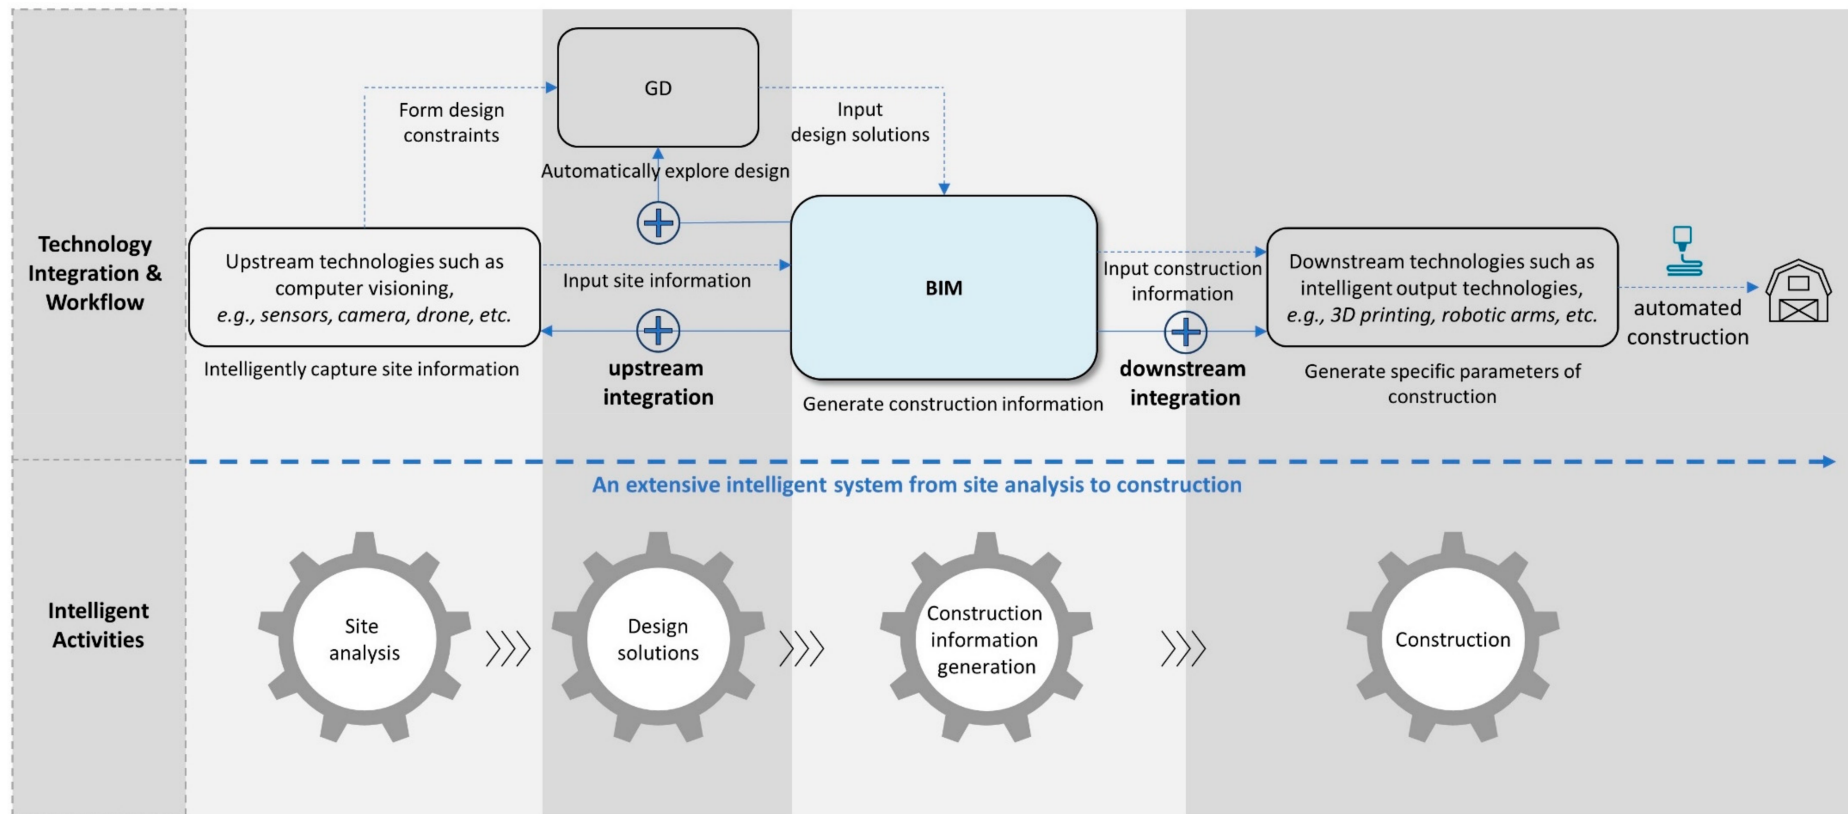 GD
Form design
constraints
Input
design solutions
Automatically explore design
Technology
Integration &
Workflow
Upstream technologies such as
computer visioning,
e.g., sensors, camera, drone, etc.
Intelligently capture site information
Input site information
upstream
integration
BIM
Generate construction information
Input construction
information
downstream
integration
Downstream technologies such as
intelligent output technologies,
e.g., 3D printing, robotic arms, etc.
Generate specific parameters of
construction
automated
construction
An extensive intelligent system from site analysis to construction
Intelligent
Activities
Site
analysis
Design
solutions
Construction
information
generation
Construction